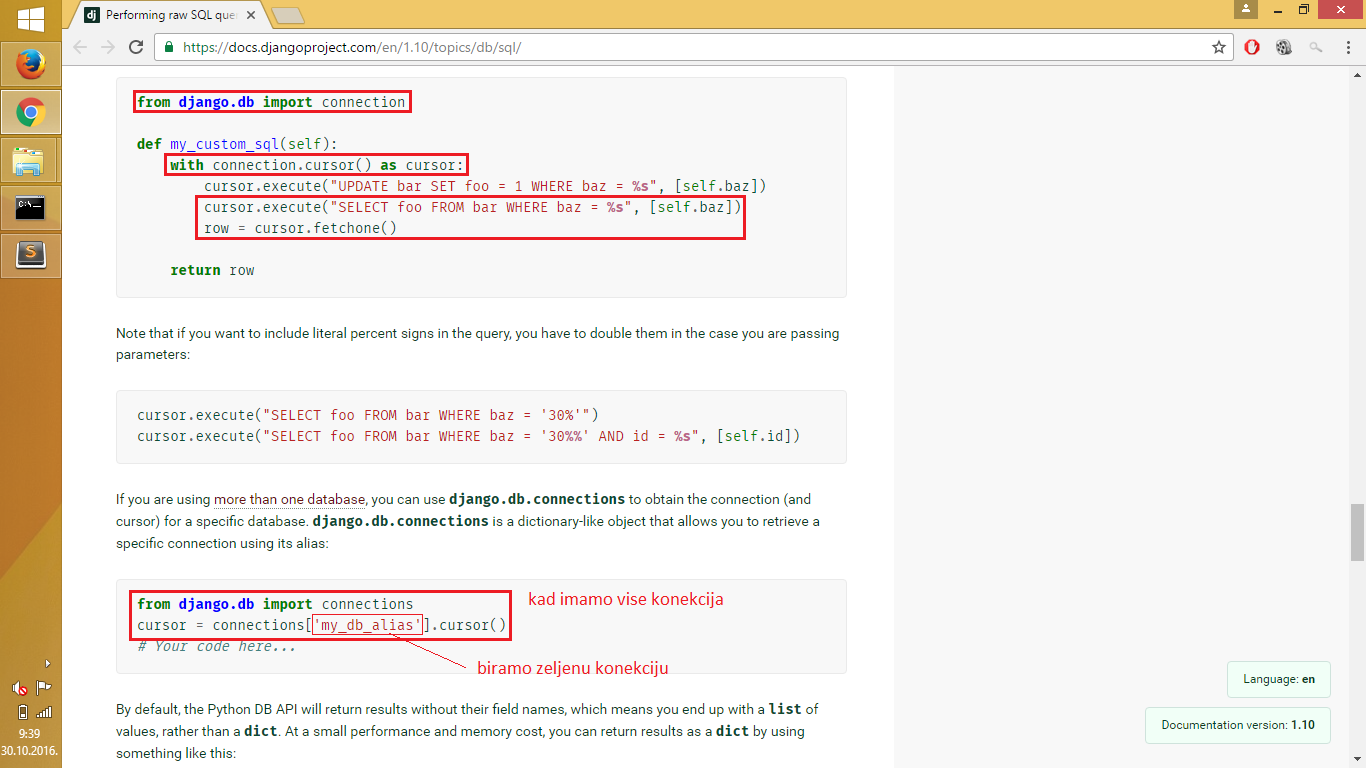 Performing raw SQL que
https://docs.djangoproject.com/en/1.10/topics/db/sql/
from django.db import connection
def my_custom_sql(self):
    with connection.cursor() as cursor:
        cursor.execute("UPDATE bar SET foo = 1 WHERE baz = %s", [self.baz])
        cursor.execute("SELECT foo FROM bar WHERE baz = %s", [self.baz])
        row = cursor.fetchone()
    return row
Note that if you want to include literal percent signs in the query, you have to double them in the case you are passing
parameters:
cursor.execute("SELECT foo FROM bar WHERE baz = '30%'")
cursor.execute("SELECT foo FROM bar WHERE baz = '30%%' AND id = %s", [self.id])
If you are using more than one database, you can use django.db.connections to obtain the connection (and
cursor) for a specific database. django.db.connections is a dictionary-like object that allows you to retrieve a
specific connection using its alias:
from django.db import connections
cursor = connections['my_db_alias'].cursor()
# Your code here...
kad imamo vise konekcija
biramo zeljenu konekciju
By default, the Python DB API will return results without their field names, which means you end up with a list of
values, rather than a dict. At a small performance and memory cost, you can return results as a dict by using
something like this:
Language: en
Documentation version: 1.10
dj
C:\_
S
9:39
30.10.2016.